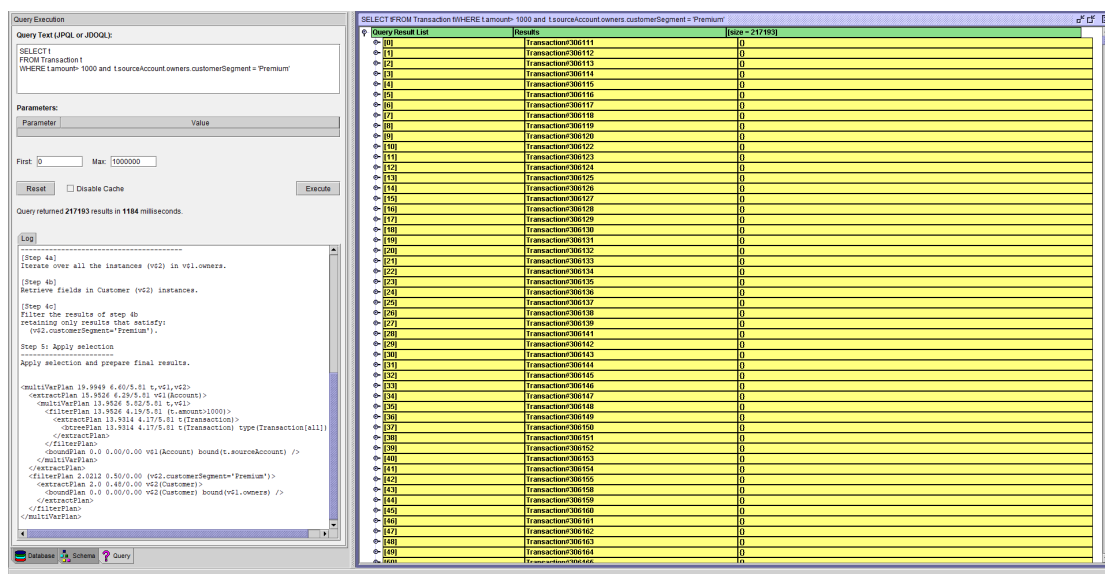 Query Execution
Query Text (JPQL or JDOQL):
SELECT t
FROM Transaction t
WHERE t.amount> 1000 and t.sourceAccount.owners.customerSegment = 'Premium'
Parameters:
Parameter Value
First: 0 Max: 1000000
Reset Disable Cache Execute
Query returned 217193 results in 1184 milliseconds.
Log
----------------------------------------
[Step 4a]
Iterate over all the instances (v$2) in v$1.owners.
[Step 4b]
Retrieve fields in Customer (v$2) instances.
[Step 4c]
Filter the results of step 4b
retaining only results that satisfy:
(v$2.customerSegment='Premium').
Step 5: Apply selection
-----------------------
Apply selection and prepare final results.
<multiVarPlan 19.9949 6.60/5.81 t,v$1,v$2>
<extractPlan 15.9526 6.29/5.81 v$1(Account)>
<multiVarPlan 13.9526 5.82/5.81 t,v$1>
<filterPlan 13.9526 4.19/5.81 (t.amount>1000)>
<extractPlan 13.9314 4.17/5.81 t(Transaction)>
<btreePlan 13.9314 4.17/5.81 t(Transaction) type(Transaction[all])
</extractPlan>
</filterPlan>
<boundPlan 0.0 0.00/0.00 v$1(Account) bound(t.sourceAccount) />
</multiVarPlan>
</extractPlan>
<filterPlan 2.0212 0.50/0.00 (v$2.customerSegment='Premium')>
<extractPlan 2.0 0.48/0.00 v$2(Customer)>
<boundPlan 0.0 0.00/0.00 v$2(Customer) bound(v$1.owners) />
</extractPlan>
</filterPlan>
</multiVarPlan>
Database Schema Query
SELECT tFROM Transaction tWHERE t.amount> 1000 and t.sourceAccount.owners.customerSegment = 'Premium'
Query Result List Results [size = 217193]
[0] Transaction#306111 {}
[1] Transaction#306112 {}
[2] Transaction#306113 {}
[3] Transaction#306114 {}
[4] Transaction#306115 {}
[5] Transaction#306116 {}
[6] Transaction#306117 {}
[7] Transaction#306118 {}
[8] Transaction#306119 {}
[9] Transaction#306120 {}
[10] Transaction#306122 {}
[11] Transaction#306123 {}
[12] Transaction#306124 {}
[13] Transaction#306125 {}
[14] Transaction#306126 {}
[15] Transaction#306127 {}
[16] Transaction#306128 {}
[17] Transaction#306129 {}
[18] Transaction#306130 {}
[19] Transaction#306131 {}
[20] Transaction#306132 {}
[21] Transaction#306133 {}
[22] Transaction#306134 {}
[23] Transaction#306135 {}
[24] Transaction#306136 {}
[25] Transaction#306137 {}
[26] Transaction#306138 {}
[27] Transaction#306139 {}
[28] Transaction#306141 {}
[29] Transaction#306142 {}
[30] Transaction#306143 {}
[31] Transaction#306144 {}
[32] Transaction#306145 {}
[33] Transaction#306146 {}
[34] Transaction#306147 {}
[35] Transaction#306148 {}
[36] Transaction#306149 {}
[37] Transaction#306150 {}
[38] Transaction#306151 {}
[39] Transaction#306152 {}
[40] Transaction#306153 {}
[41] Transaction#306154 {}
[42] Transaction#306155 {}
[43] Transaction#306158 {}
[44] Transaction#306159 {}
[45] Transaction#306160 {}
[46] Transaction#306161 {}
[47] Transaction#306162 {}
[48] Transaction#306163 {}
[49] Transaction#306164 {}